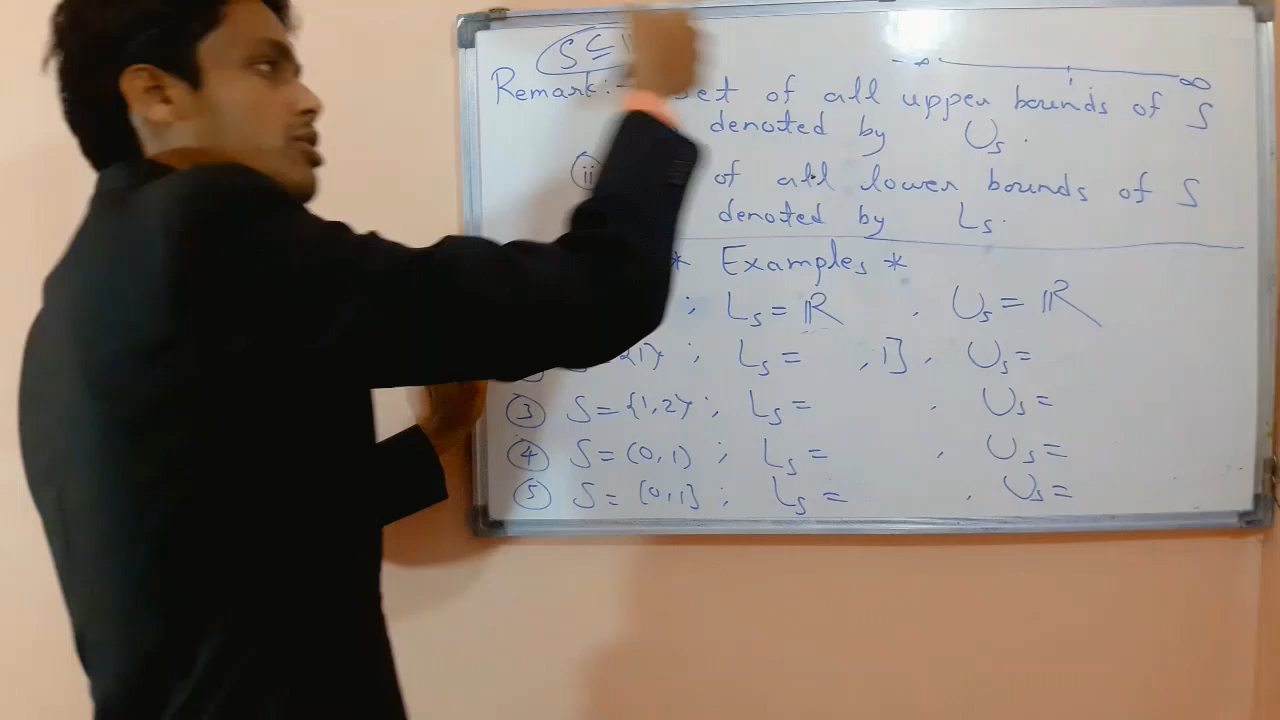 S ⊆
-∞ 1 ∞
Remark:- set of all upper bounds of S
denoted by U_s .
(ii) of all lower bounds of S
denoted by L_s.
* Examples *
; L_s = ℝ , U_s = ℝ
{1} ; L_s = , 1] , U_s =
(3) S = {1,2} ; L_s = , U_s =
(4) S = (0,1) ; L_s = , U_s =
(5) S = [0,1] ; L_s = , U_s =